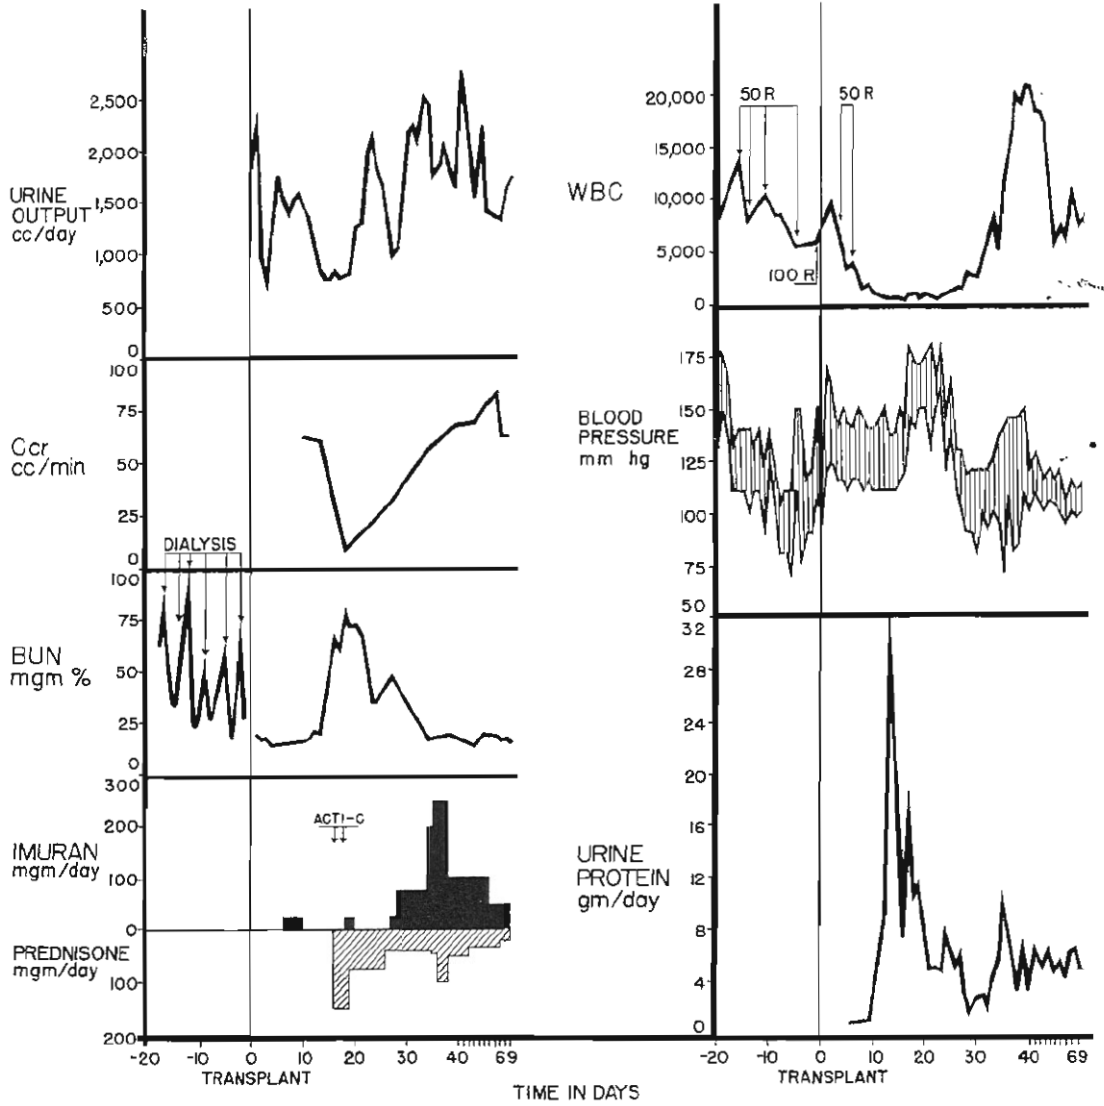 2,500
2,000
1,500
1,000
500
0
URINE
OUTPUT
cc/day
100
75
50
25
0
Ccr
cc/min
DIALYSIS
100
75
50
25
0
BUN
mgm %
300
200
100
0
100
200
ACTI-C
IMURAN
mgm/day
PREDNISONE
mgm/day
-20 -10 0 10 20 30 40 69
TRANSPLANT
20,000
15,000
10,000
5,000
0
WBC
50 R
50 R
100 R
175
150
125
100
75
50
BLOOD
PRESSURE
mm hg
32
28
24
20
16
12
8
4
0
URINE
PROTEIN
gm/day
-20 -10 0 10 20 40 69
TRANSPLANT
TIME IN DAYS